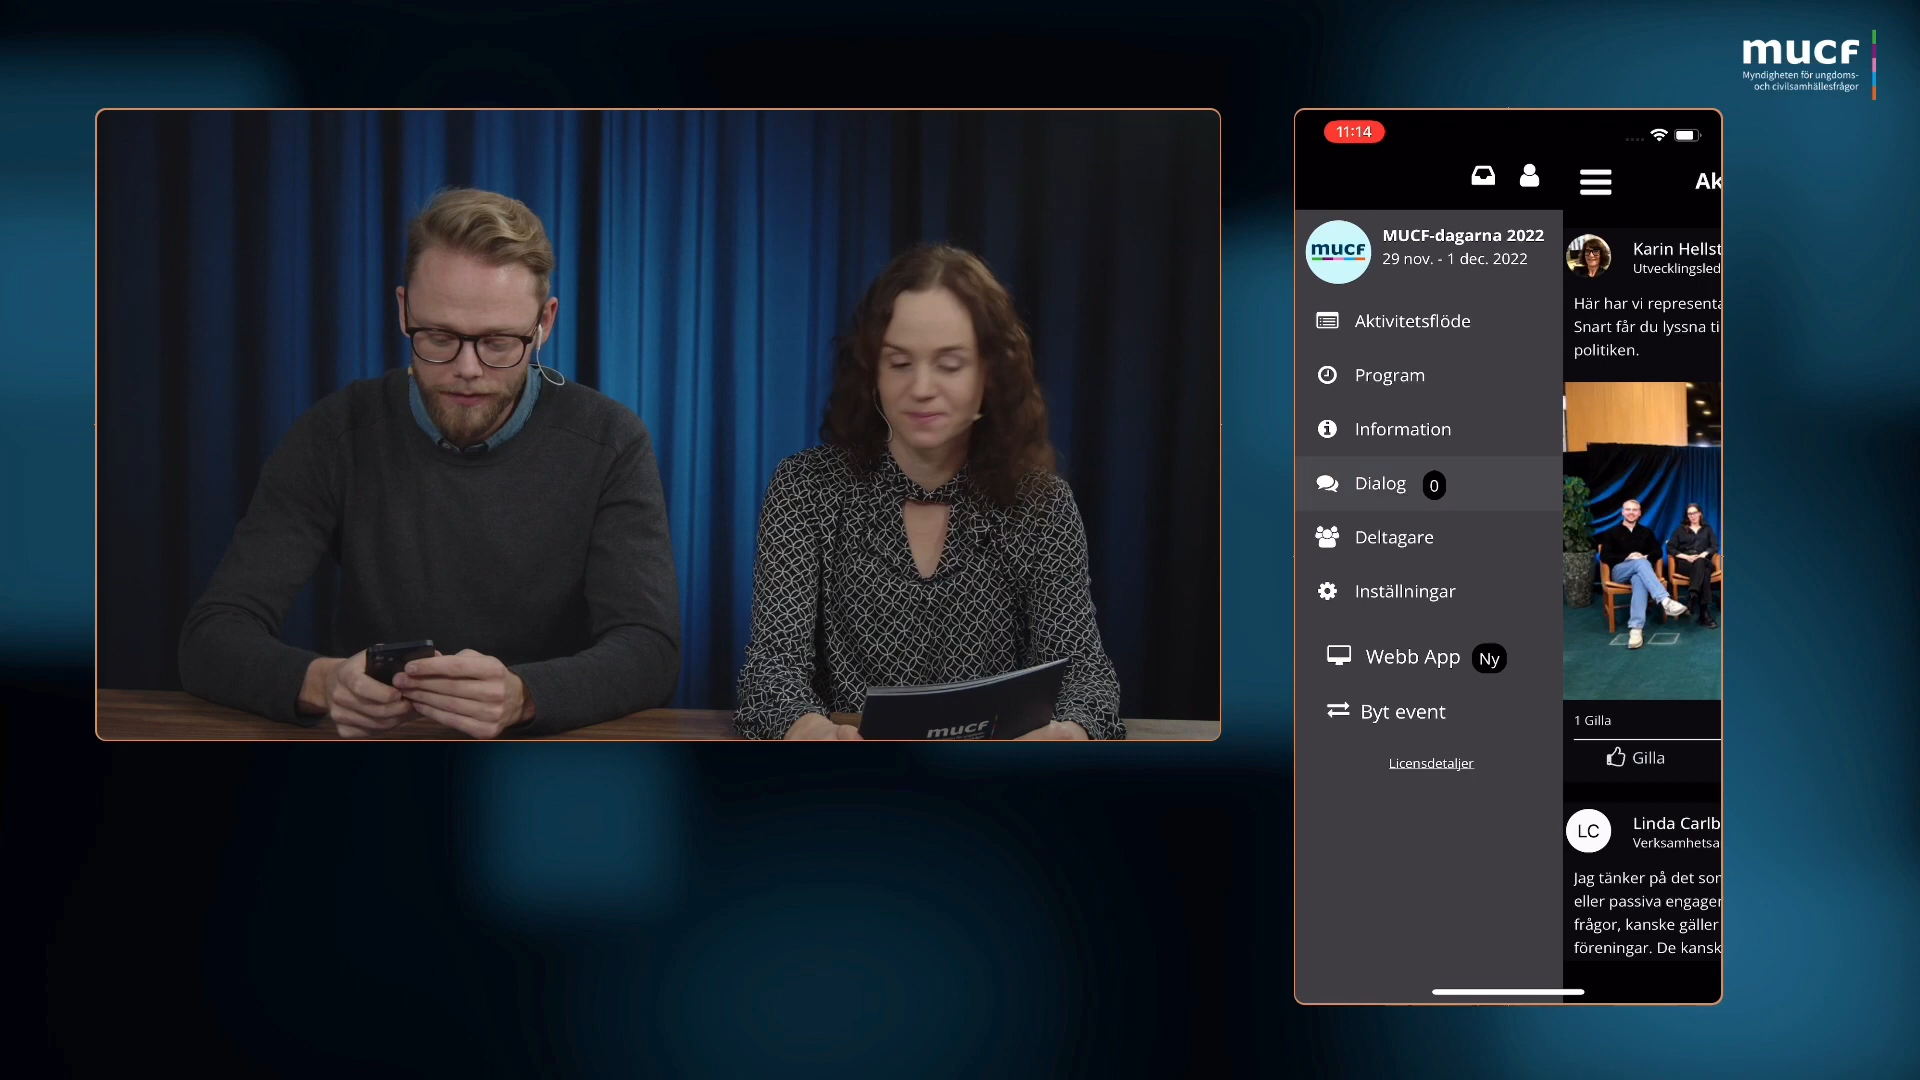 mucf
Myndigheten för ungdoms-
och civilsamhällesfrågor
11:14
Ak
mucf
MUCF-dagarna 2022
29 nov. - 1 dec. 2022
Aktivitetsflöde
Program
Information
Dialog 0
Deltagare
Inställningar
Webb App Ny
Byt event
Licensdetaljer
Karin Hellst
Utvecklingsled
Här har vi representa
Snart får du lyssna ti
politiken.
1 Gilla
Gilla
LC
Linda Carlb
Verksamhetsa
Jag tänker på det son
eller passiva engager
frågor, kanske gäller
föreningar. De kansk
mucf